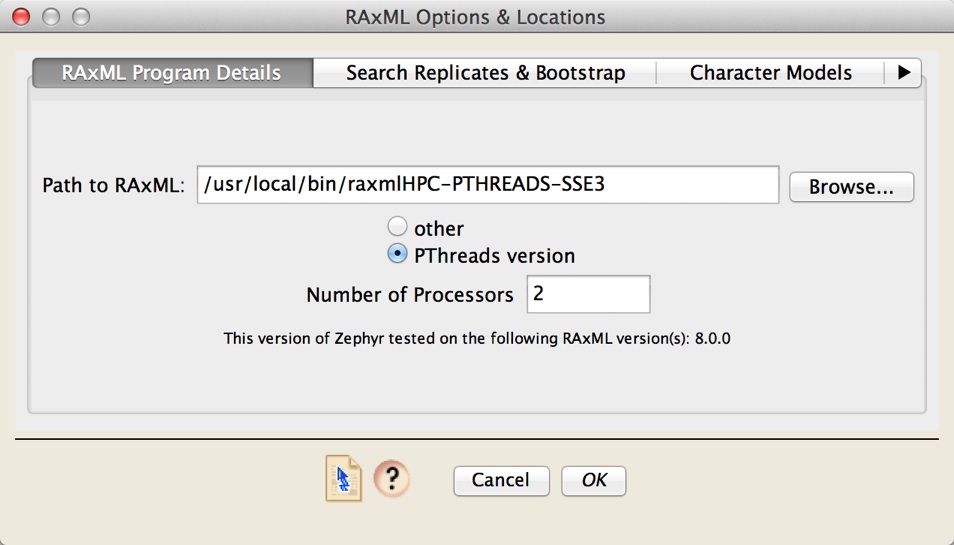 RAxML Options & Locations
RAxML Program Details
Search Replicates & Bootstrap
Character Models
Path to RAxML:
/usr/local/bin/raxmlHPC-PTHREADS-SSE3
Browse...
other
PThreads version
Number of Processors
2
This version of Zephyr tested on the following RAxML version(s): 8.0.0
?
Cancel
OK